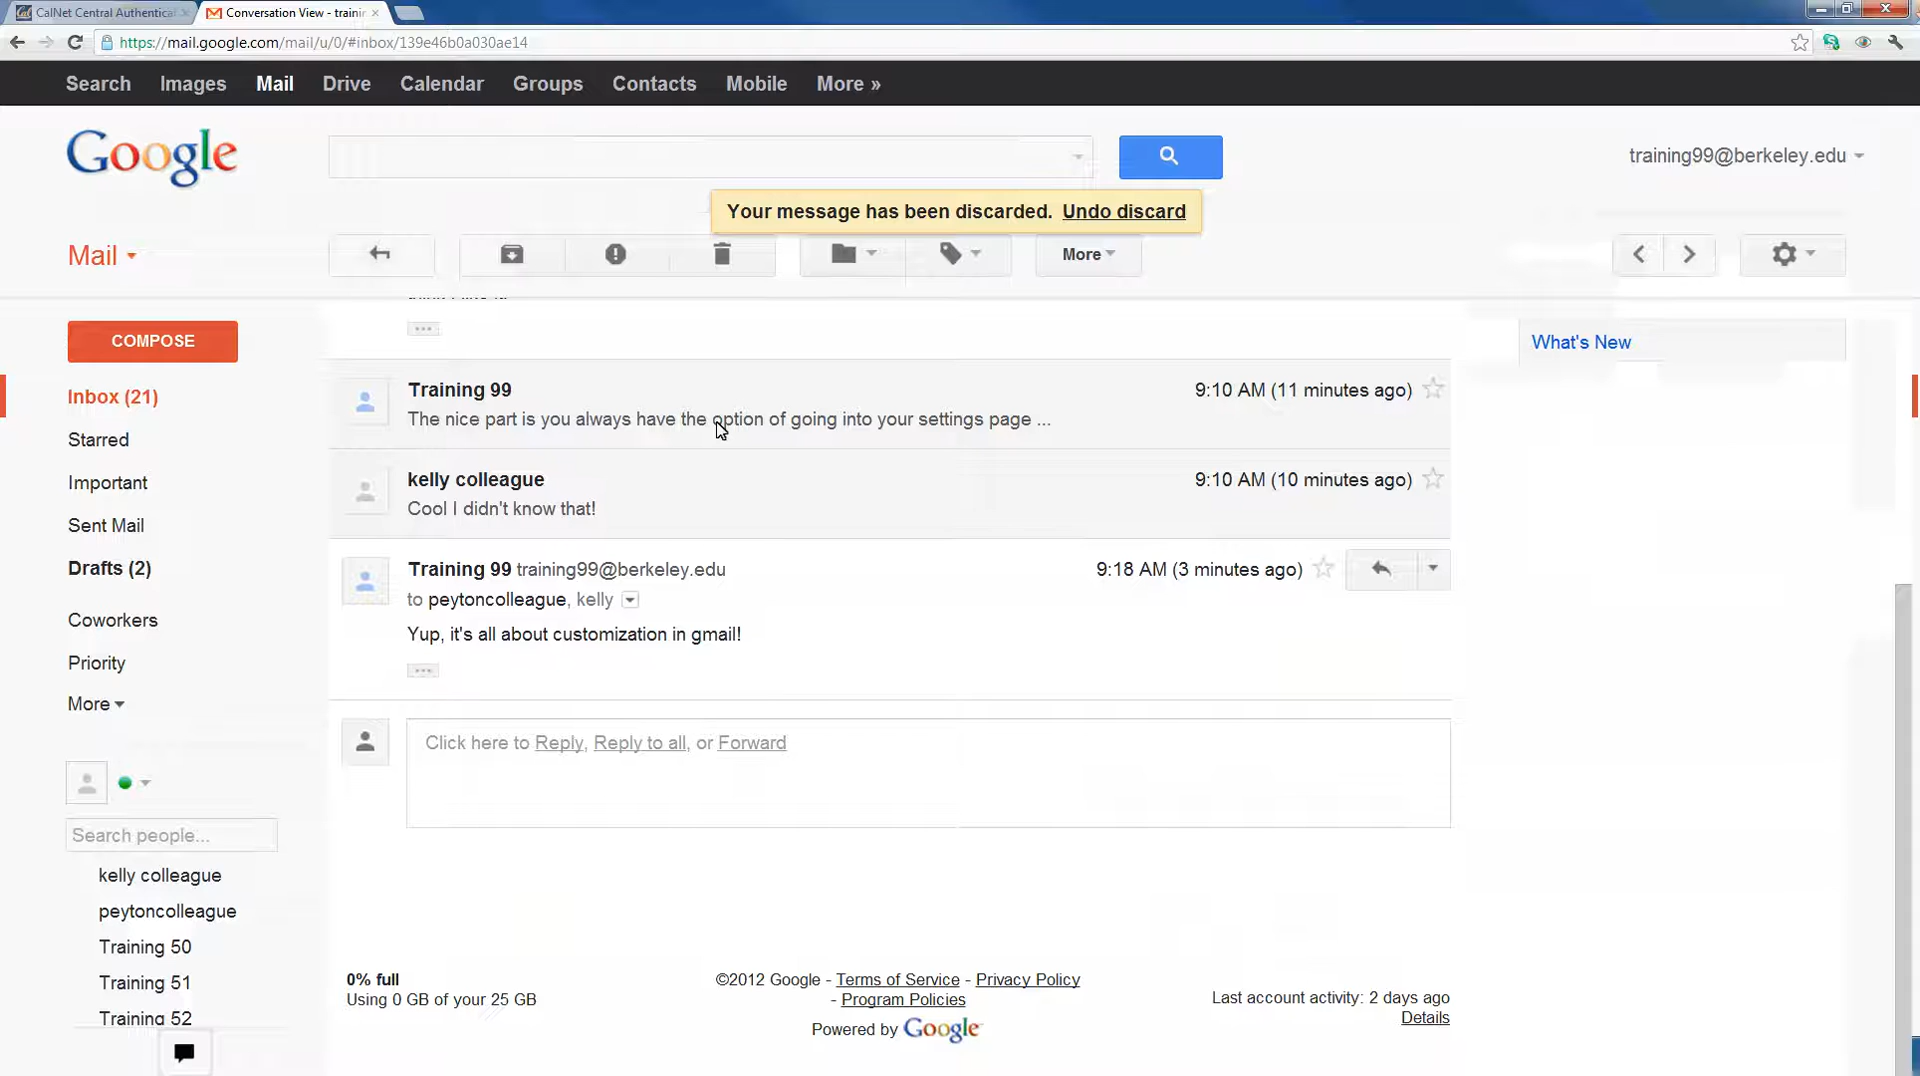 CalNet Central Authentica
Conversation View - trainin
https://mail.google.com/mail/u/0/#inbox/139e46b0a030ae14
Search Images Mail Drive Calendar Groups Contacts Mobile More »
Google
training99@berkeley.edu
Your message has been discarded. Undo discard
Mail
More
COMPOSE
Inbox (21)
Starred
Important
Sent Mail
Drafts (2)
Coworkers
Priority
More
Search people...
kelly colleague
peytoncolleague
Training 50
Training 51
Training 52
Training 99 9:10 AM (11 minutes ago)
The nice part is you always have the option of going into your settings page ...
kelly colleague 9:10 AM (10 minutes ago)
Cool I didn't know that!
Training 99 training99@berkeley.edu 9:18 AM (3 minutes ago)
to peytoncolleague, kelly
Yup, it's all about customization in gmail!
Click here to Reply, Reply to all, or Forward
What's New
0% full
Using 0 GB of your 25 GB
©2012 Google - Terms of Service - Privacy Policy
- Program Policies
Powered by Google
Last account activity: 2 days ago
Details